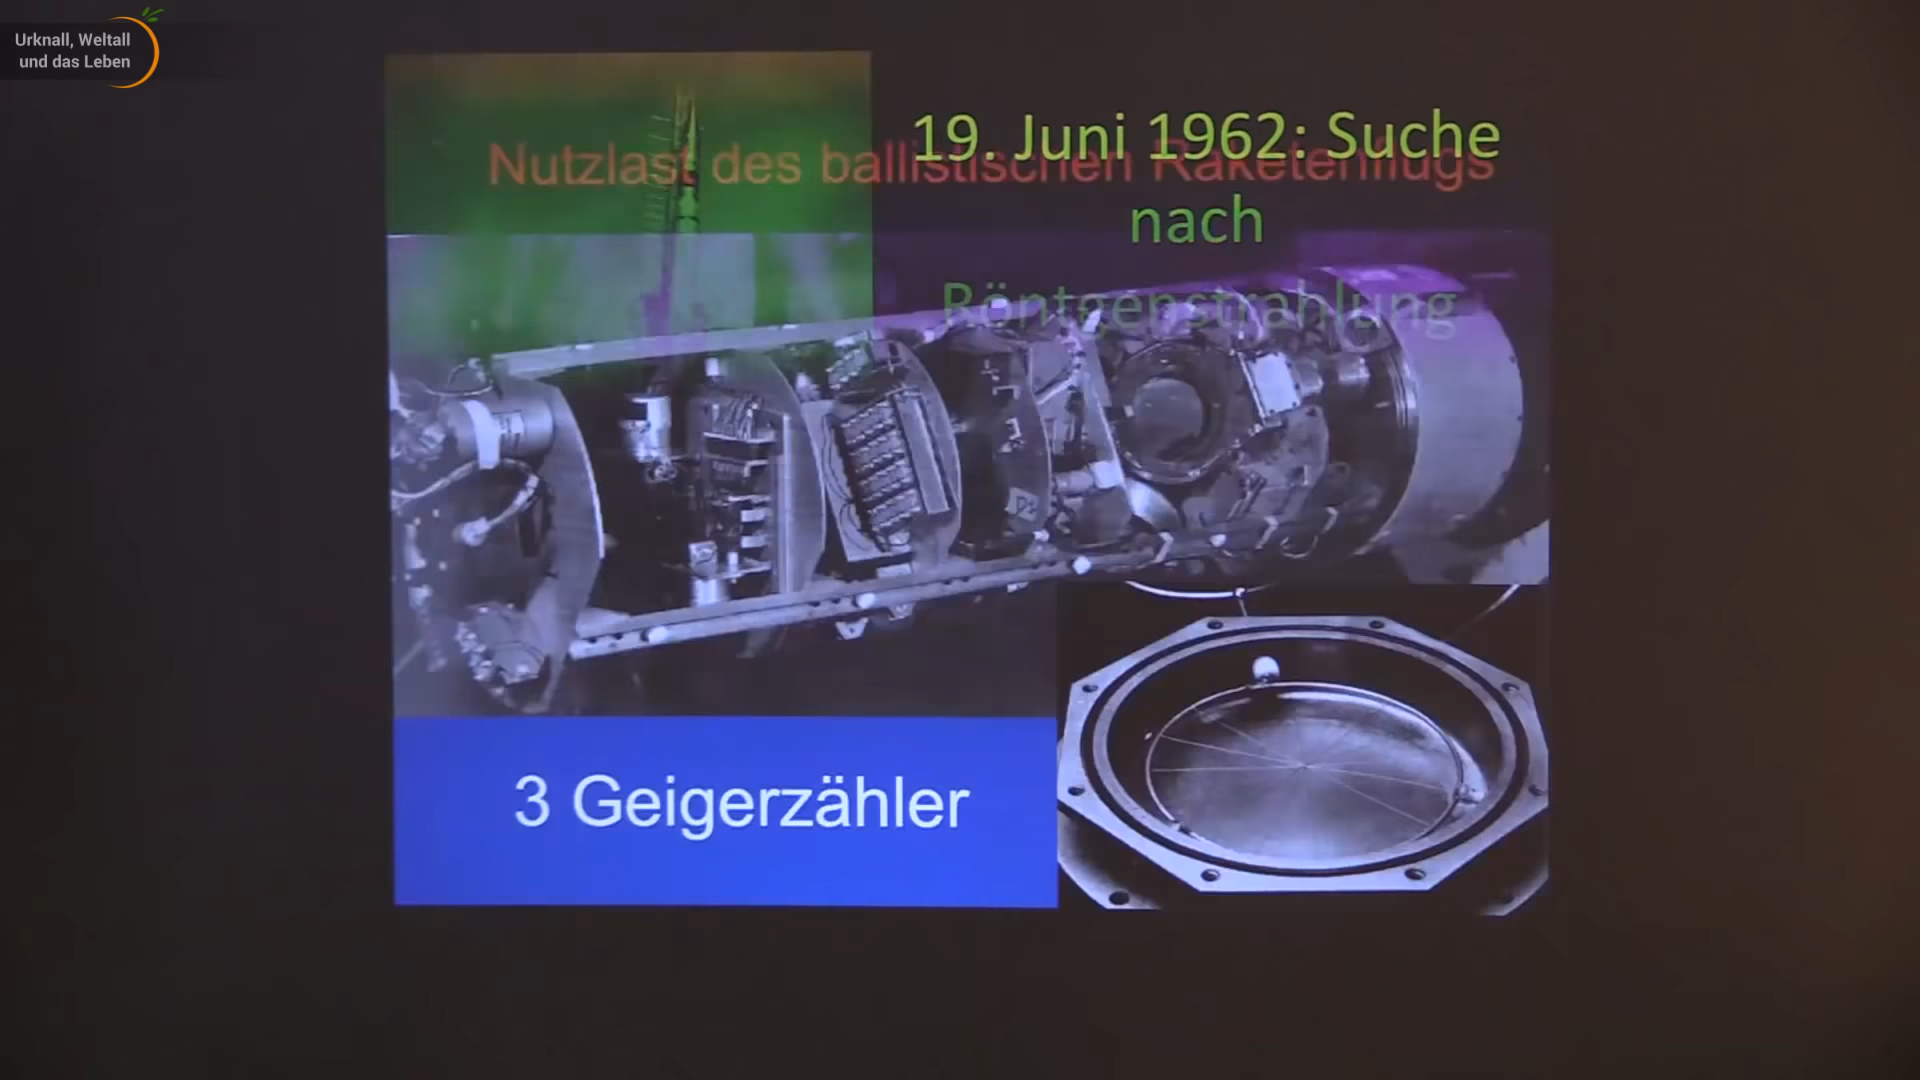 Urknall, Weltall
und das Leben
19. Juni 1962: Suche
Nutzlast des ballistischen Raketenflugs
nach
Röntgenstrahlung
3 Geigerzähler